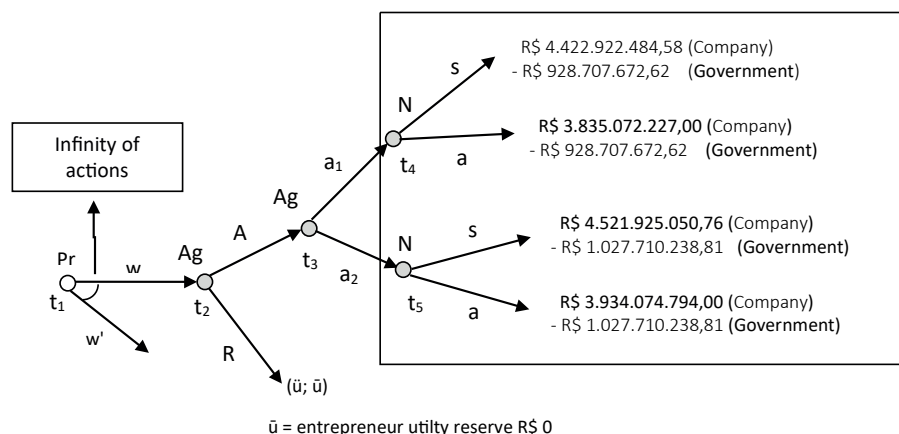 R$ 4.422.922.484,58 (Company)
- R$ 928.707.672,62 (Government)
s
N
R$ 3.835.072.227,00 (Company)
- R$ 928.707.672,62 (Government)
a
t4
Infinity of
actions
a1
Ag
A
t3
a2
N
s
R$ 4.521.925.050,76 (Company)
- R$ 1.027.710.238,81 (Government)
t5
a
R$ 3.934.074.794,00 (Company)
- R$ 1.027.710.238,81 (Government)
Pr
w
Ag
t1
t2
w'
R
(ü; ū)
ū = entrepreneur utilty reserve R$ 0